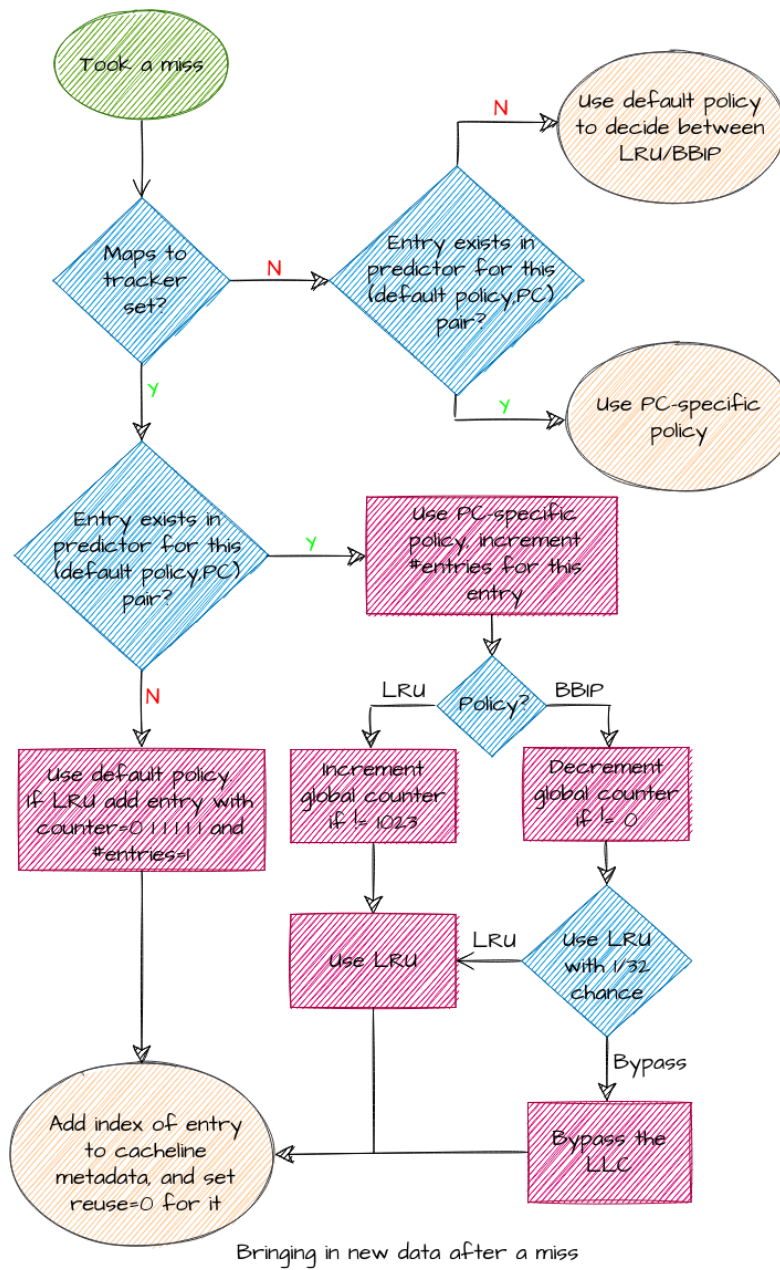 Took a miss
N
Use default policy
to decide between
LRU/BBIP
Maps to
tracker
set?
N
Entry exists in
predictor for this
(default policy,PC)
pair?
Y
Y
Use PC-specific
policy
Entry exists in
predictor for this
(default policy,PC)
pair?
Y
Use PC-specific
policy, increment
#entries for this
entry
N
LRU
Policy?
BBIP
Use default policy.
If LRU add entry with
counter=0 1 1 1 1 1 1 and
#entries=1
Increment
global counter
if != 1023
Decrement
global counter
if != 0
Use LRU
LRU
Use LRU
with 1/32
chance
Bypass
Add index of entry
to cacheline
metadata, and set
reuse=0 for it
Bypass the
LLC
Bringing in new data after a miss